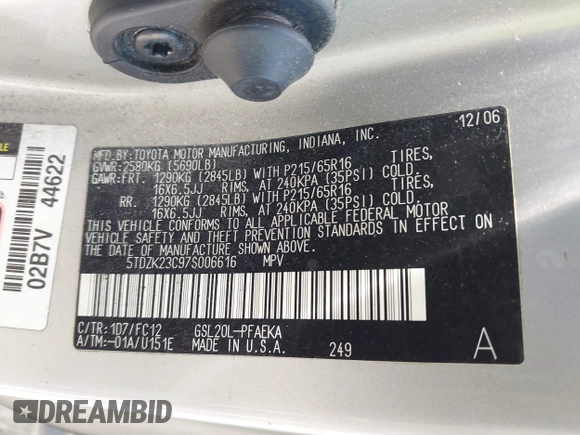 MFD.BY:TOYOTA MOTOR MANUFACTURING, INDIANA, INC. 12/06
GVWR:2580KG (5690LB)
GAWR:FRT. 1290KG (2845LB) WITH P215/65R16 TIRES,
16X6.5JJ RIMS, AT 240KPA (35PSI) COLD.
RR. 1290KG (2845LB) WITH P215/65R16 TIRES,
16X6.5JJ RIMS, AT 240KPA (35PSI) COLD.
THIS VEHICLE CONFORMS TO ALL APPLICABLE FEDERAL MOTOR
VEHICLE SAFETY AND THEFT PREVENTION STANDARDS IN EFFECT ON
THE DATE OF MANUFACTURE SHOWN ABOVE.
5TDZK23C97S006616 MPV
C/TR:1D7/FC12 GSL20L-PFAEKA
A/TM:-01A/U151E MADE IN U.S.A. 249 A
02B7V 44622
DREAMBID